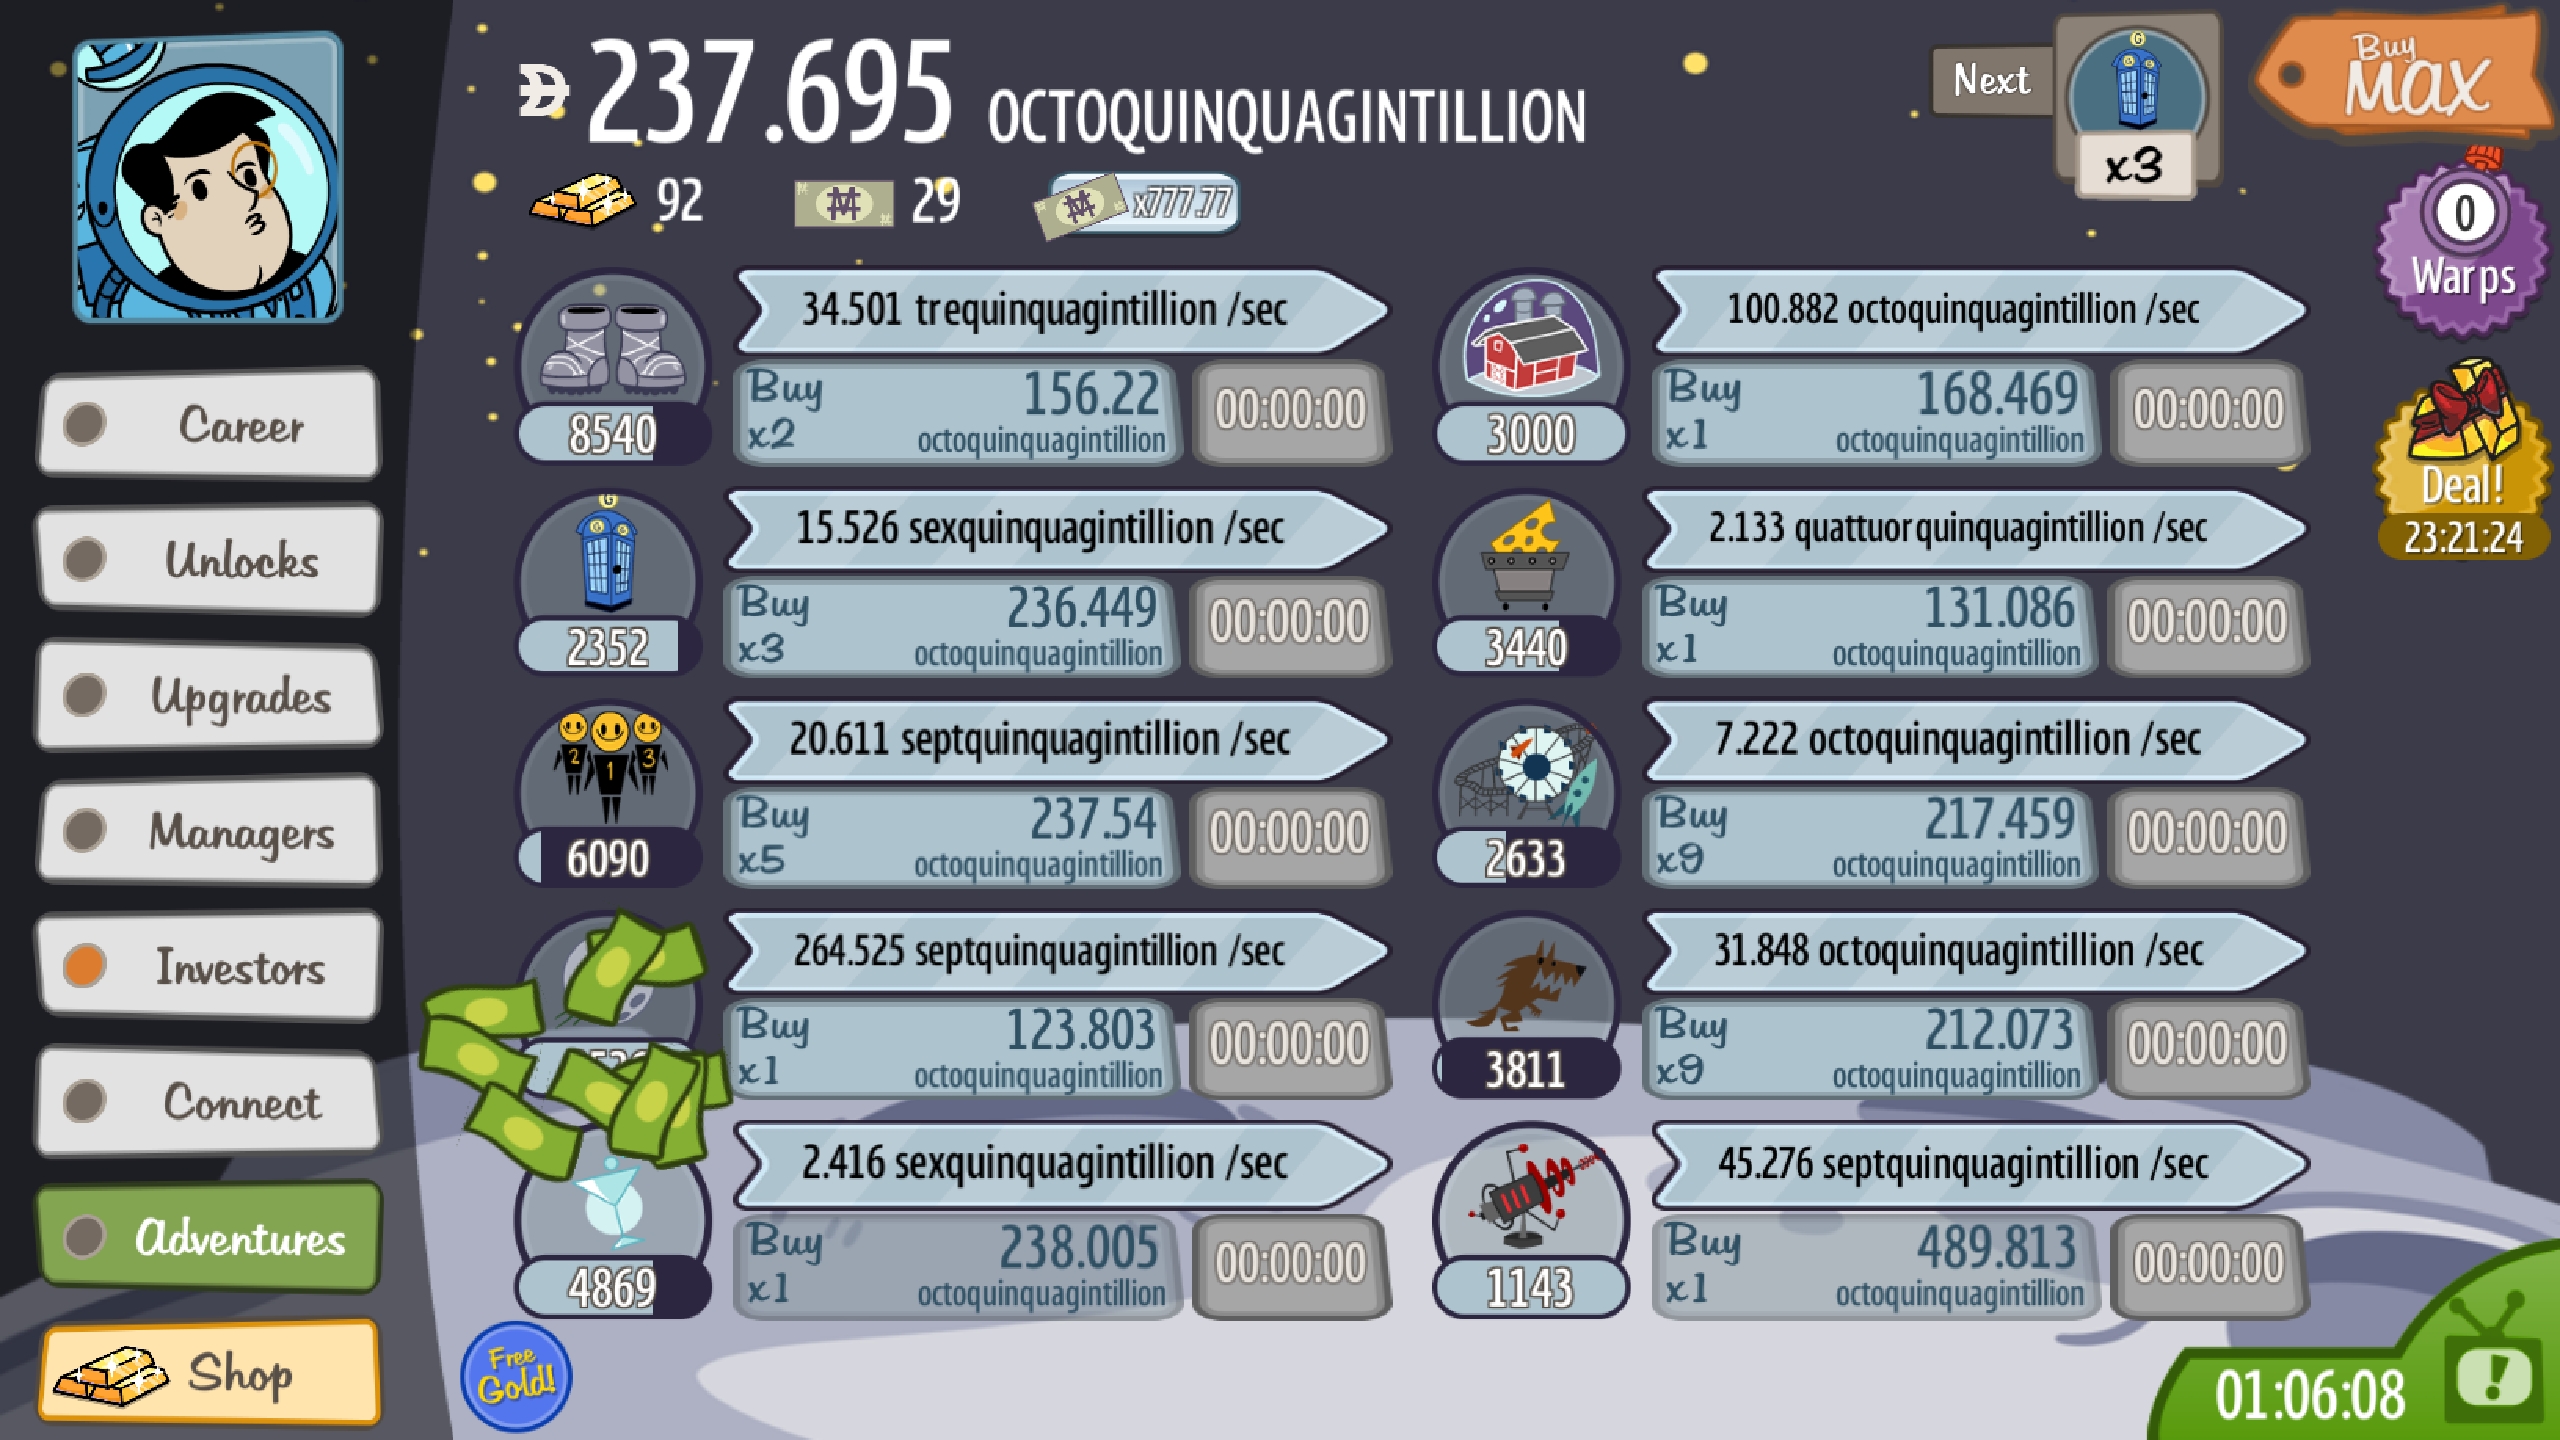 237.695 OCTOQUINQUAGINTILLION
92 29 x777.77
Next
x3
Buy
MAX
0
Warps
Deal!
23:21:24
Career
Unlocks
Upgrades
Managers
Investors
Connect
Adventures
Shop
34.501 trequinquagintillion /sec
8540
Buy
x2
156.22
octoquinquagintillion
00:00:00
100.882 octoquinquagintillion /sec
3000
Buy
x1
168.469
octoquinquagintillion
00:00:00
15.526 sexquinquagintillion /sec
2352
Buy
x3
236.449
octoquinquagintillion
00:00:00
2.133 quattuorquinquagintillion /sec
3440
Buy
x1
131.086
octoquinquagintillion
00:00:00
20.611 septquinquagintillion /sec
2 1 3
6090
Buy
x5
237.54
octoquinquagintillion
00:00:00
7.222 octoquinquagintillion /sec
2633
Buy
x9
217.459
octoquinquagintillion
00:00:00
264.525 septquinquagintillion /sec
Buy
x1
123.803
octoquinquagintillion
00:00:00
31.848 octoquinquagintillion /sec
3811
Buy
x9
212.073
octoquinquagintillion
00:00:00
2.416 sexquinquagintillion /sec
4869
Buy
x1
238.005
octoquinquagintillion
00:00:00
45.276 septquinquagintillion /sec
1143
Buy
x1
489.813
octoquinquagintillion
00:00:00
Free
Gold!
01:06:08
!